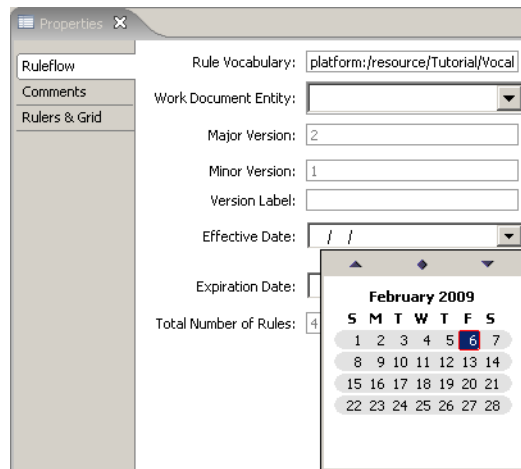 Properties
Ruleflow
Comments
Rulers & Grid
Rule Vocabulary: platform:/resource/Tutorial/Vocal
Work Document Entity:
Major Version: 2
Minor Version: 1
Version Label:
Effective Date: / /
Expiration Date:
Total Number of Rules: 4
February 2009
S M T W T F S
1 2 3 4 5 6 7
8 9 10 11 12 13 14
15 16 17 18 19 20 21
22 23 24 25 26 27 28